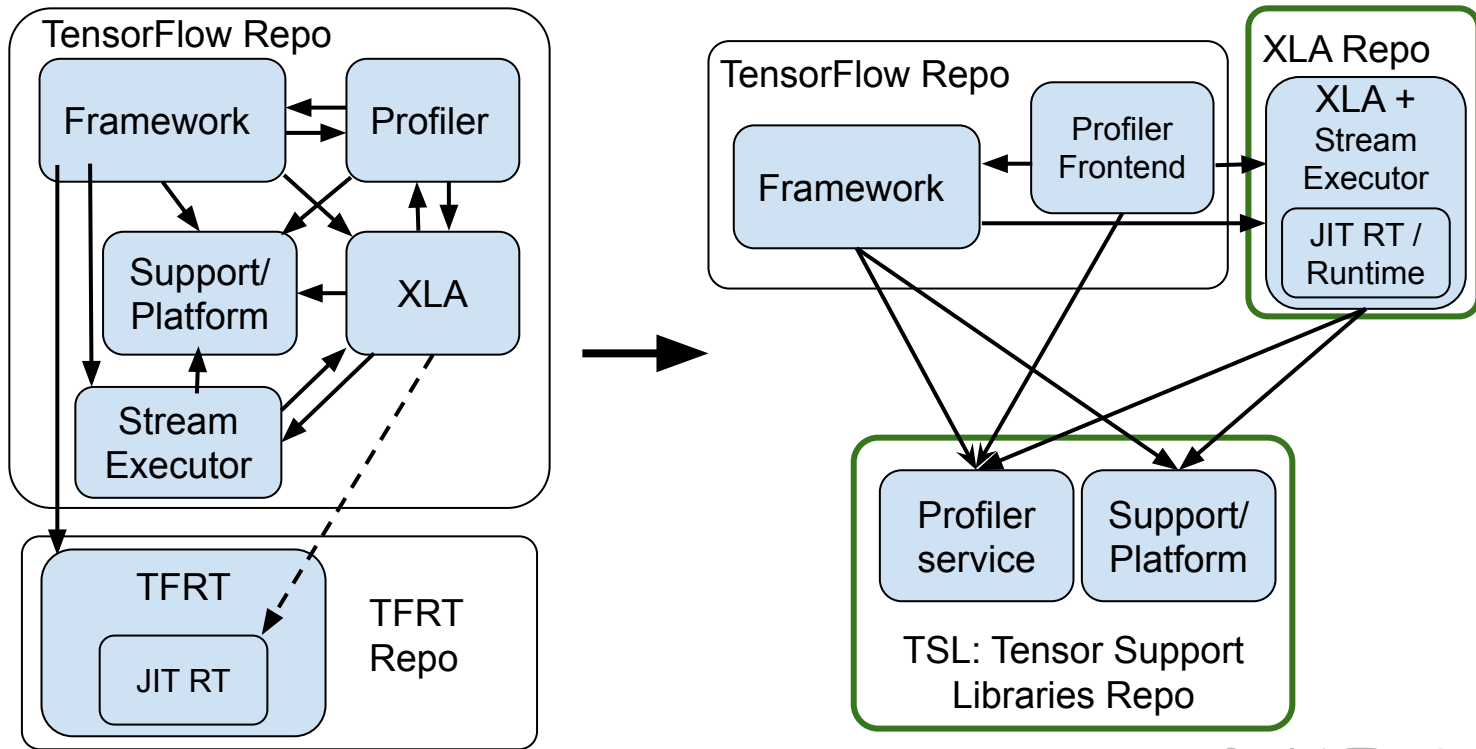 TensorFlow Repo
Framework
Profiler
Support/
Platform
XLA
Stream
Executor
TFRT
JIT RT
TFRT
Repo
TensorFlow Repo
Framework
Profiler
Frontend
XLA Repo
XLA +
Stream
Executor
JIT RT /
Runtime
Profiler
service
Support/
Platform
TSL: Tensor Support
Libraries Repo